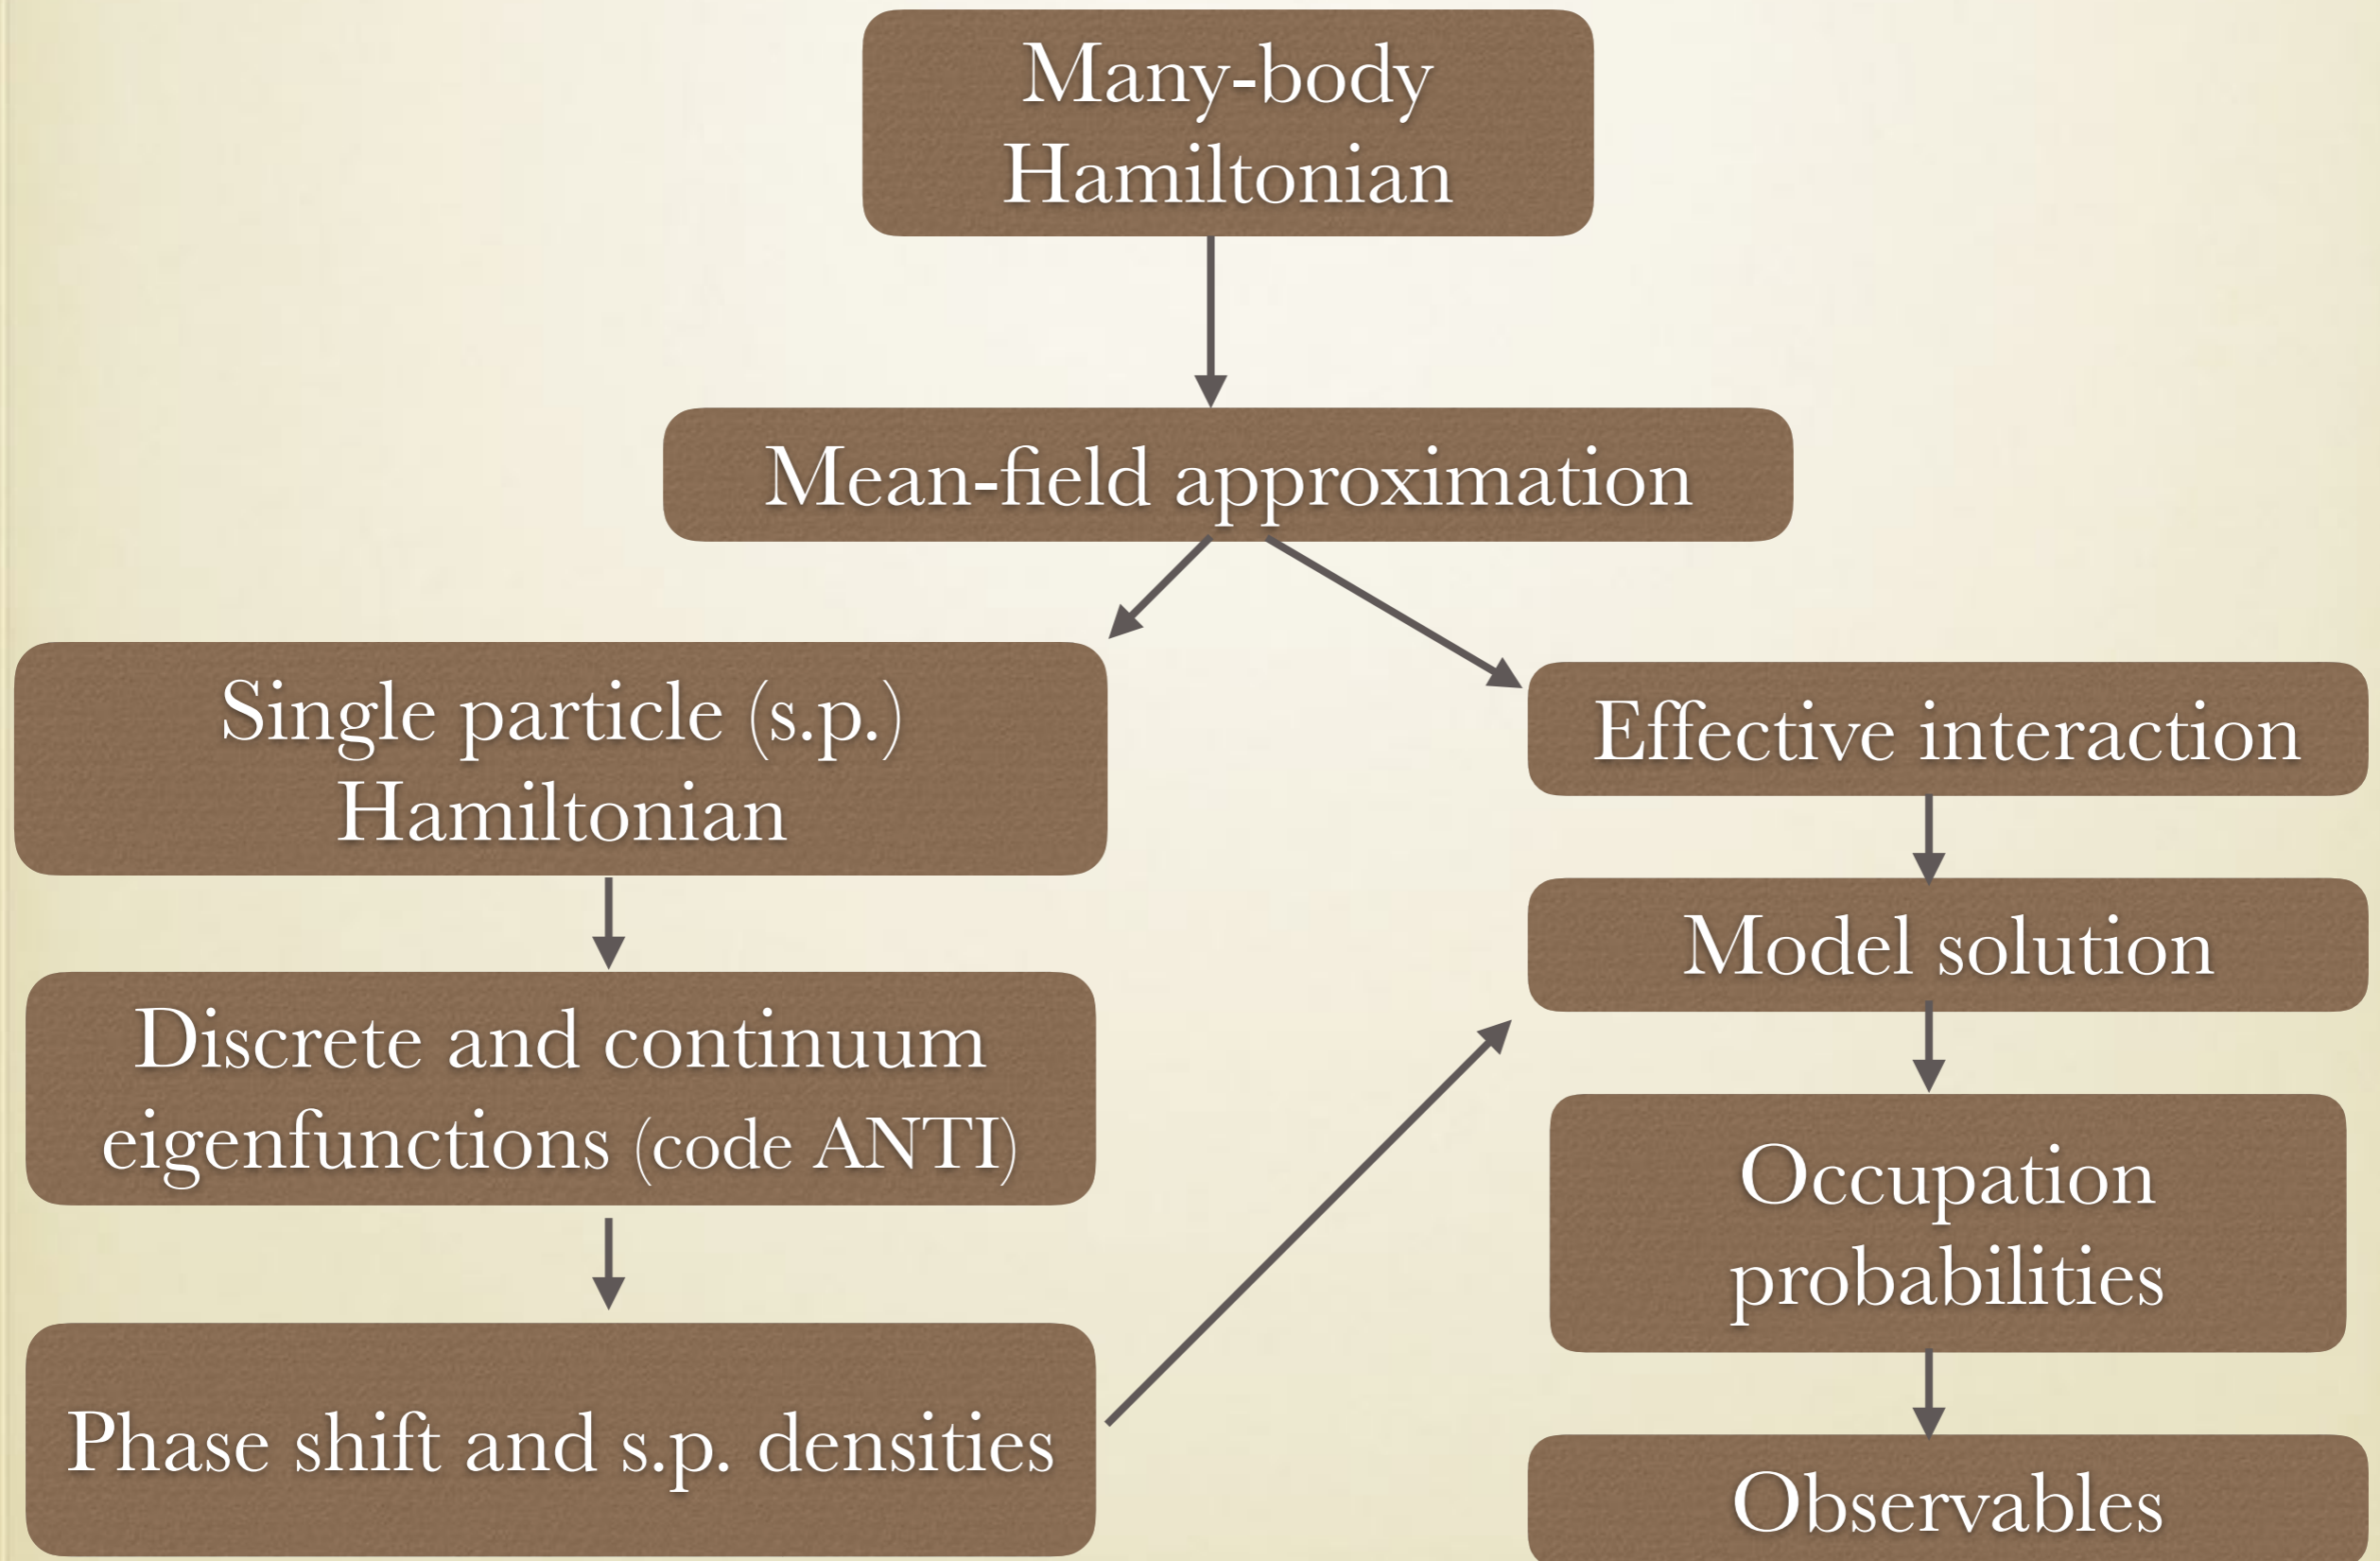 Many-body
Hamiltonian
Mean-field approximation
Single particle (s.p.)
Hamiltonian
Effective interaction
Discrete and continuum
eigenfunctions (code ANTI)
Model solution
Phase shift and s.p. densities
Occupation
probabilities
Observables